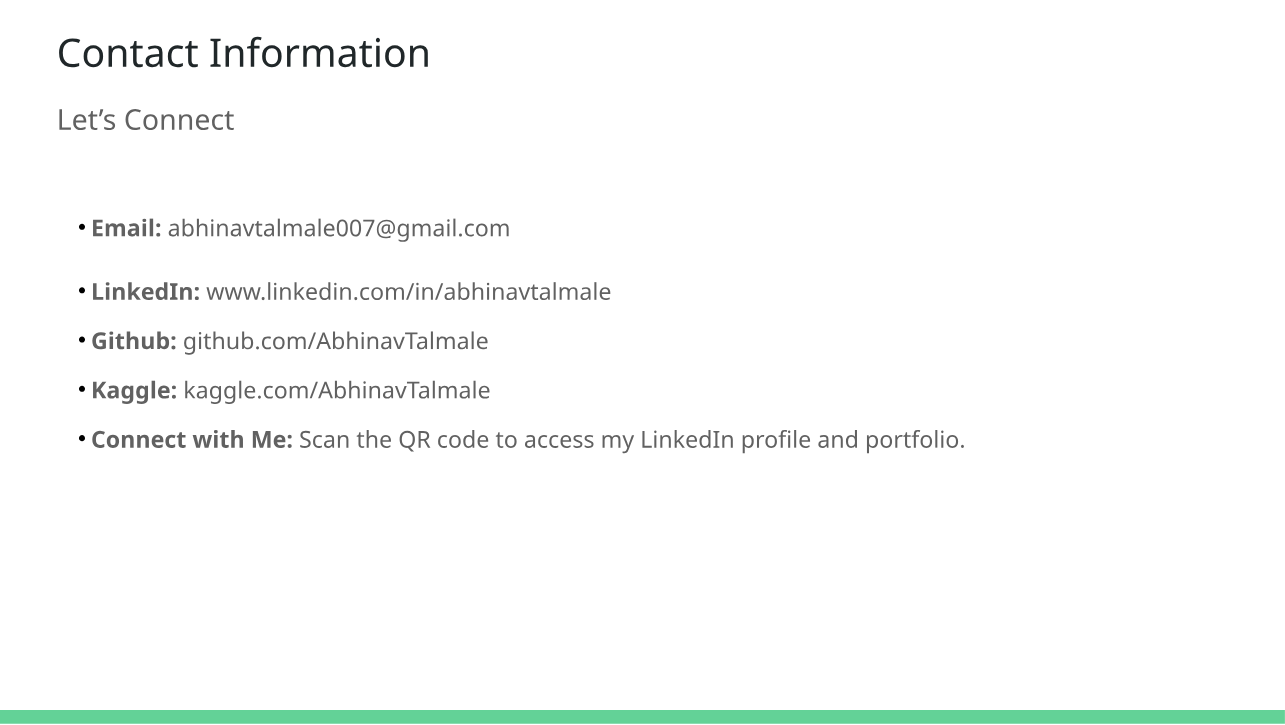 Contact Information
Let’s Connect
• Email: abhinavtalmale007@gmail.com
• LinkedIn: www.linkedin.com/in/abhinavtalmale
• Github: github.com/AbhinavTalmale
• Kaggle: kaggle.com/AbhinavTalmale
• Connect with Me: Scan the QR code to access my LinkedIn profile and portfolio.